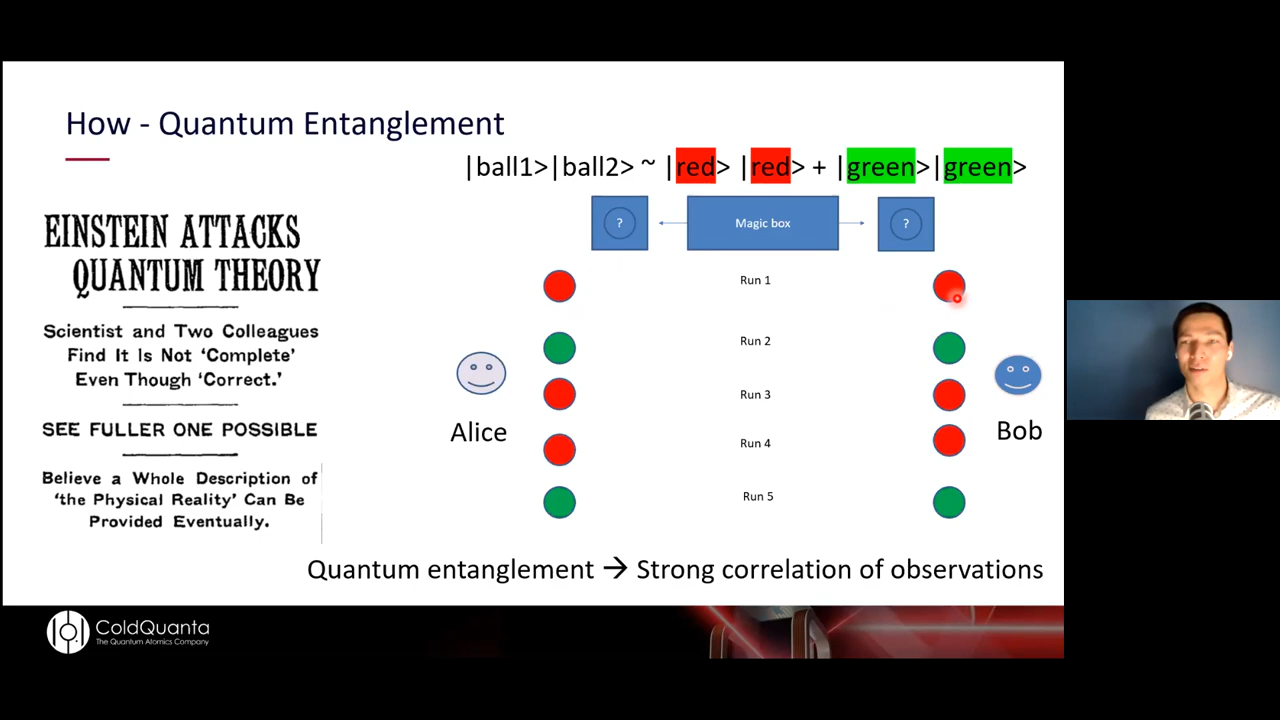 How - Quantum Entanglement
|ball1>|ball2> ~ |red> |red> + |green>|green>
?
Magic box
?
EINSTEIN ATTACKS
QUANTUM THEORY
Scientist and Two Colleagues
Find It Is Not 'Complete'
Even Though 'Correct.'
SEE FULLER ONE POSSIBLE
Believe a Whole Description of
'the Physical Reality' Can Be
Provided Eventually.
Run 1
Run 2
Run 3
Run 4
Run 5
Alice
Bob
Quantum entanglement → Strong correlation of observations
ColdQuanta
The Quantum Atomics Company